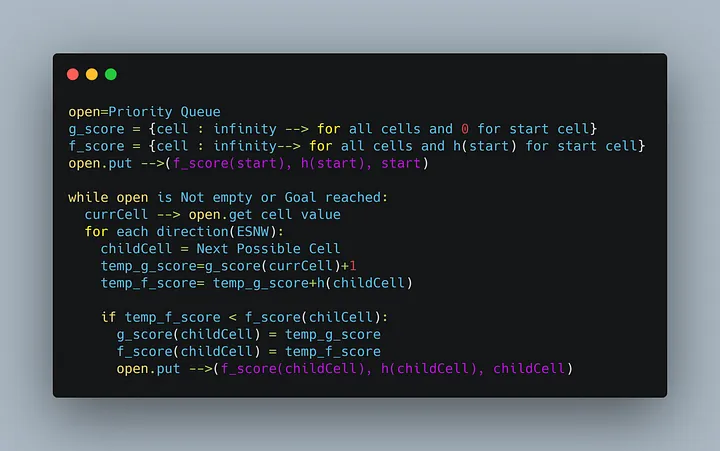 open=Priority Queue
g_score = {cell : infinity --> for all cells and 0 for start cell}
f_score = {cell : infinity--> for all cells and h(start) for start cell}
open.put -->(f_score(start), h(start), start)
while open is Not empty or Goal reached:
currCell --> open.get cell value
for each direction(ESNW):
childCell = Next Possible Cell
temp_g_score=g_score(currCell)+1
temp_f_score= temp_g_score+h(childCell)
if temp_f_score < f_score(chilCell):
g_score(childCell) = temp_g_score
f_score(childCell) = temp_f_score
open.put -->(f_score(childCell), h(childCell), childCell)